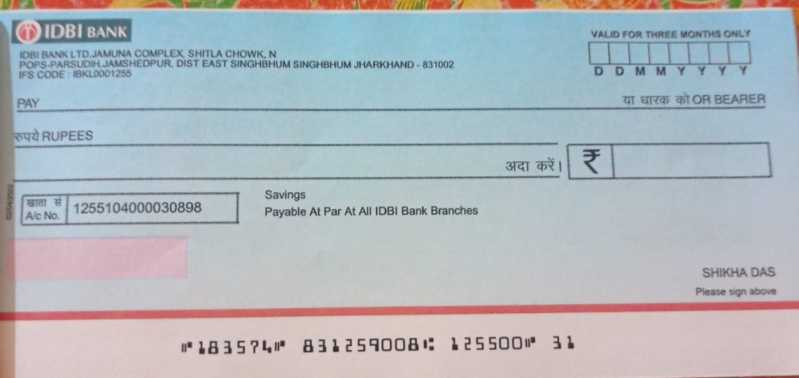 IDBI BANK
IDBI BANK LTD.JAMUNA COMPLEX, SHITLA CHOWK, N
POPS-PARSUDIH,JAMSHEDPUR, DIST EAST SINGHBHUM SINGHBHUM JHARKHAND - 831002
IFS CODE : IBKL0001255
VALID FOR THREE MONTHS ONLY
D D M M Y Y Y Y
PAY या धारक को OR BEARER
रुपये RUPEES
अदा करें। ₹
खाता सं
A/c No. 1255104000030898
Savings
Payable At Par At All IDBI Bank Branches
SHIKHA DAS
Please sign above
⑈183574⑈ 831259008⑆ 125500⑈ 31